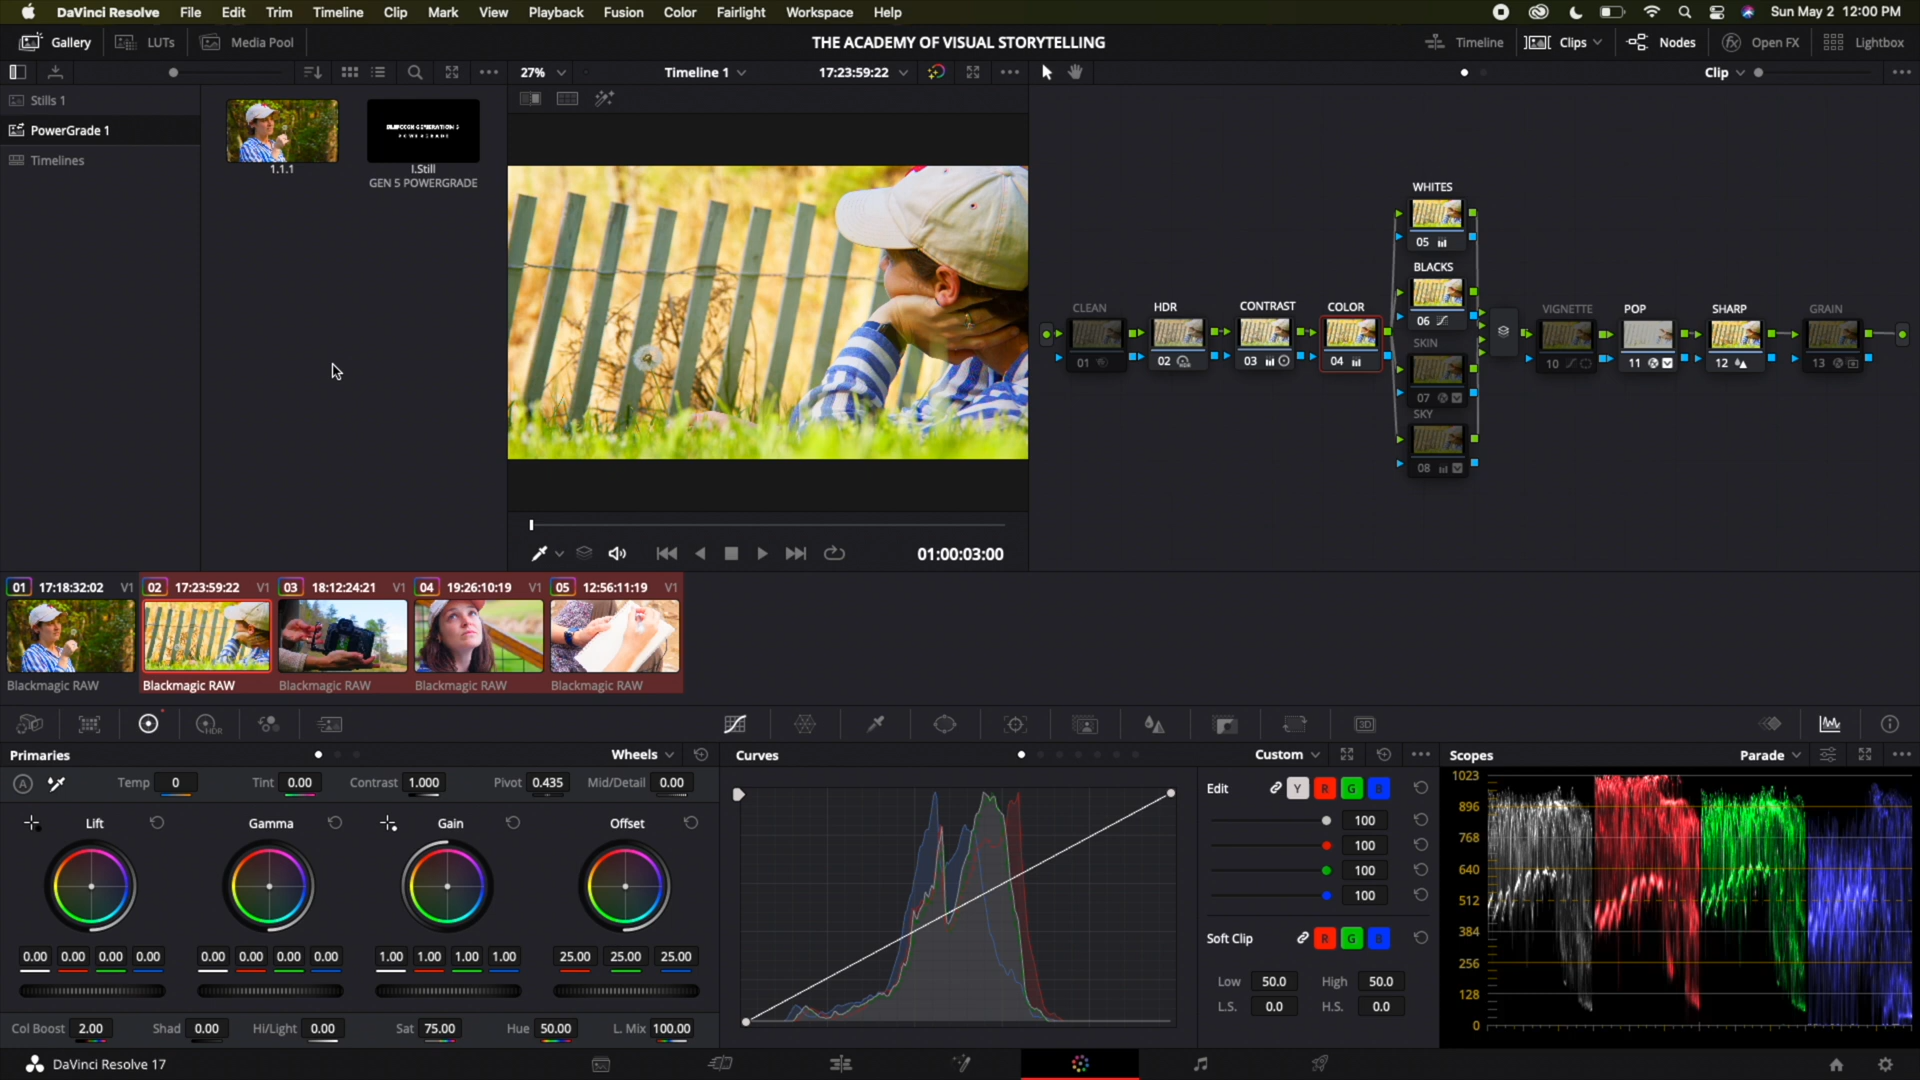 DaVinci Resolve File Edit Trim Timeline Clip Mark View Playback Fusion Color Fairlight Workspace Help Sun May 2 12:00 PM
Gallery LUTs Media Pool THE ACADEMY OF VISUAL STORYTELLING Timeline Clips Nodes Open FX Lightbox
27% Timeline 1 17:23:59:22 Clip
Stills 1
PowerGrade 1
Timelines
1.1.1
I.Still
GEN 5 POWERGRADE
POWERGRADE
WHITES
05
BLACKS
06
SKIN
07
SKY
08
CLEAN
01
HDR
02
CONTRAST
03
COLOR
04
VIGNETTE
10
POP
11
SHARP
12
GRAIN
13
01:00:03:00
01 17:18:32:02 V1 02 17:23:59:22 V1 03 18:12:24:21 V1 04 19:26:10:19 V1 05 12:56:11:19 V1
Blackmagic RAW Blackmagic RAW Blackmagic RAW Blackmagic RAW Blackmagic RAW
HDR 3D
Primaries Wheels
A Temp 0 Tint 0.00 Contrast 1.000 Pivot 0.435 Mid/Detail 0.00
Lift Gamma Gain Offset
0.00 0.00 0.00 0.00 0.00 0.00 0.00 0.00 1.00 1.00 1.00 1.00 25.00 25.00 25.00
Col Boost 2.00 Shad 0.00 Hi/Light 0.00 Sat 75.00 Hue 50.00 L. Mix 100.00
Curves Custom
Edit Y R G B
100
100
100
100
Soft Clip R G B
Low 50.0 High 50.0
L.S. 0.0 H.S. 0.0
Scopes Parade
1023
896
768
640
512
384
256
128
0
DaVinci Resolve 17